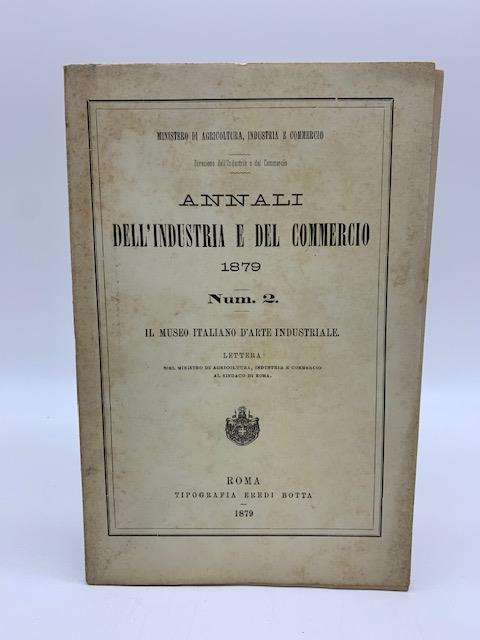 MINISTERO DI AGRICOLTURA, INDUSTRIA E COMMERCIO
Direzione dell'Industria e del Commercio
ANNALI
DELL'INDUSTRIA E DEL COMMERCIO
1879
Num. 2.
IL MUSEO ITALIANO D'ARTE INDUSTRIALE.
LETTERA
DEL MINISTRO DI AGRICOLTURA, INDUSTRIA E COMMERCIO
AL SINDACO DI ROMA.
ROMA
TIPOGRAFIA EREDI BOTTA
1879